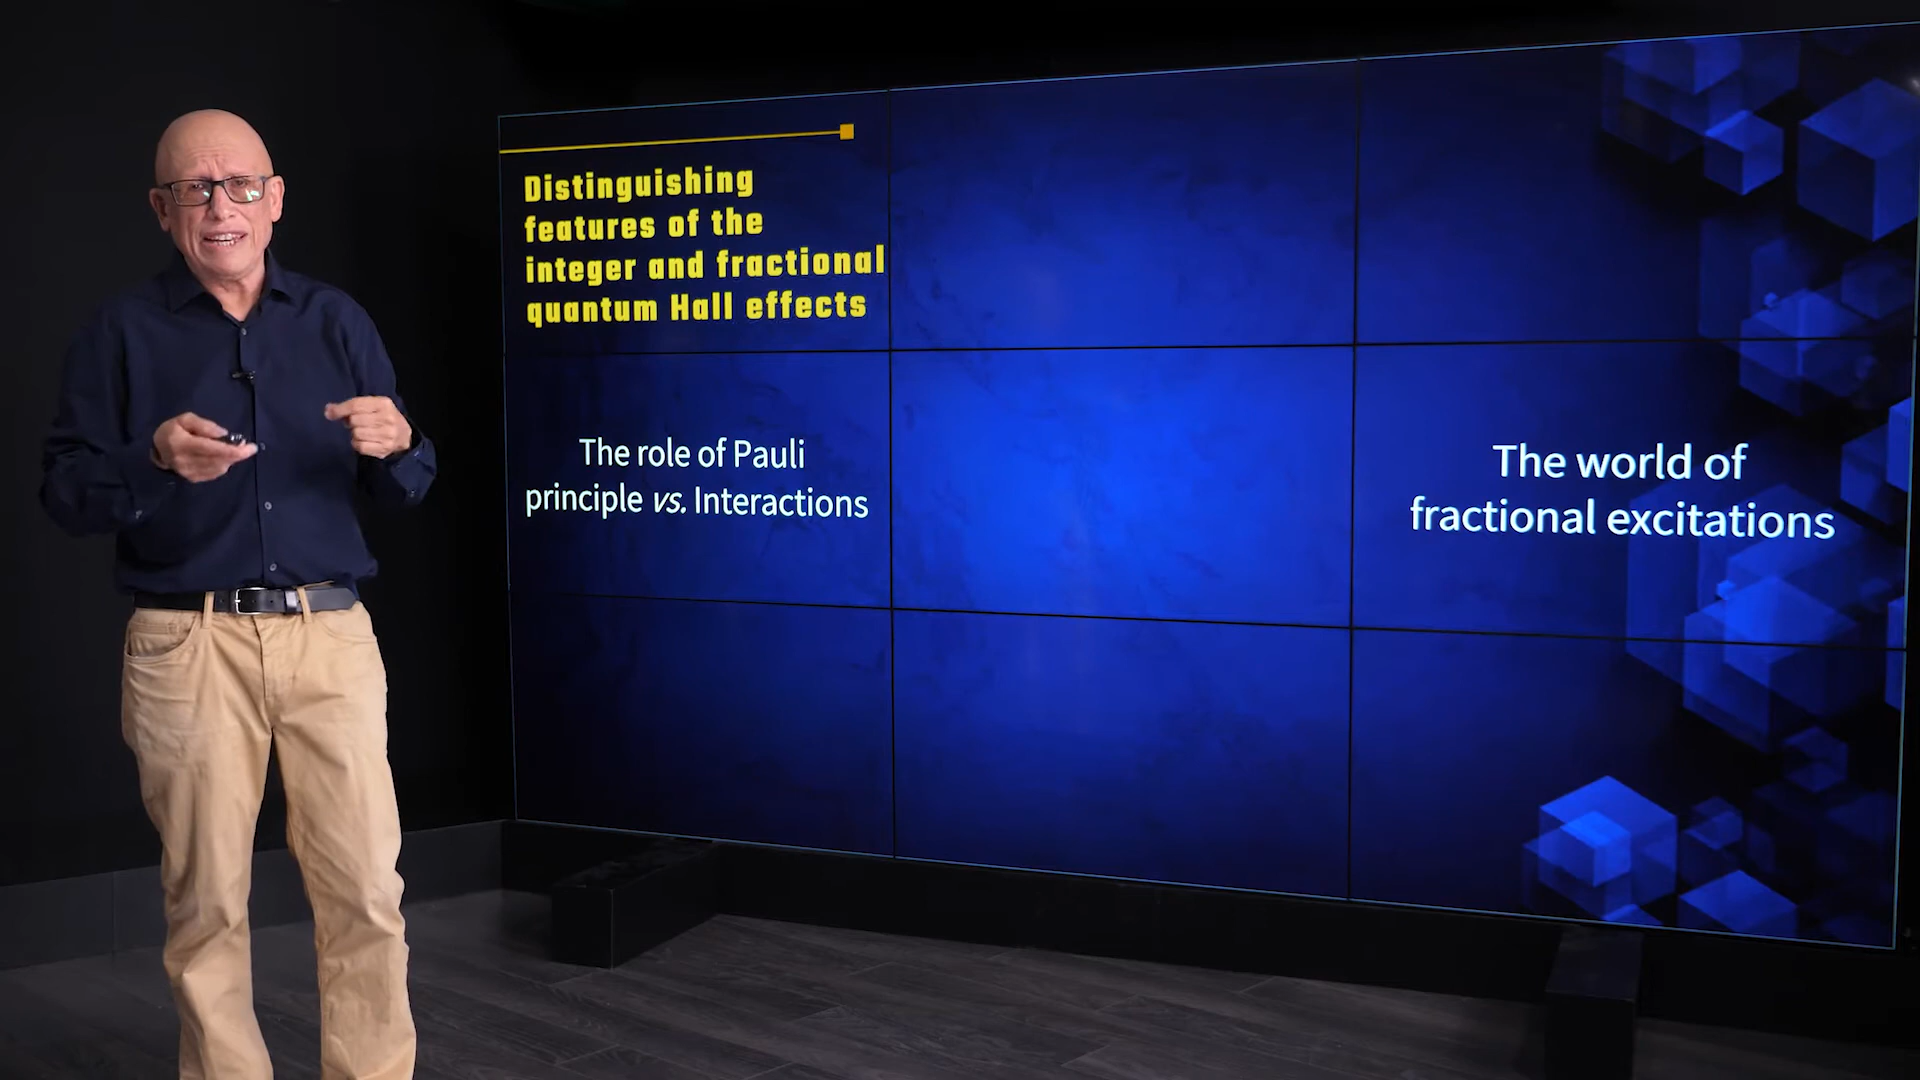 Distinguishing
features of the
integer and fractional
quantum Hall effects
The role of Pauli
principle vs. Interactions
The world of
fractional excitations